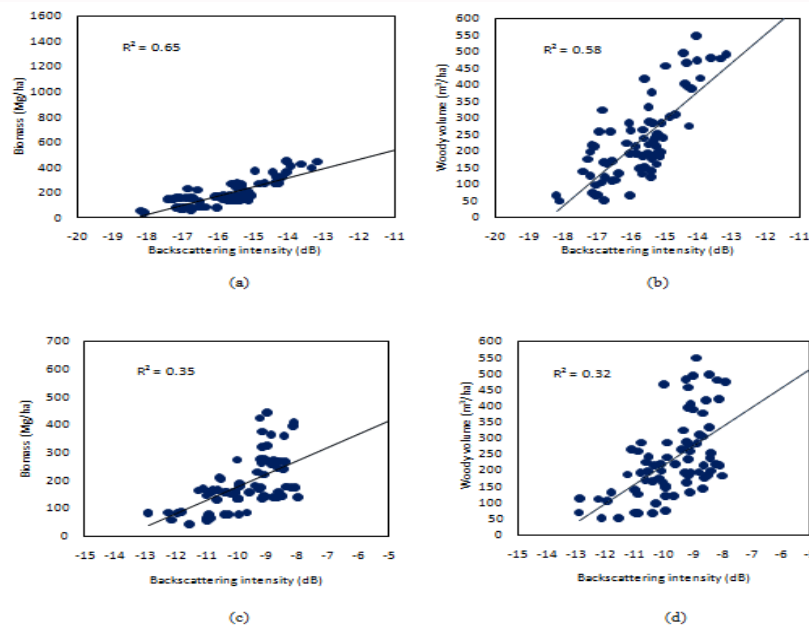 1600
1400
1200
1000
800
600
400
200
0
Biomass (Mg/ha)
R² = 0.65
-20 -19 -18 -17 -16 -15 -14 -13 -12 -11
Backscattering intensity (dB)
(a)
600
550
500
450
400
350
300
250
200
150
100
50
0
Woody volume (m³/ha)
R² = 0.58
-20 -19 -18 -17 -16 -15 -14 -13 -12 -11
Backscattering intensity (dB)
(b)
700
600
500
400
300
200
100
0
Biomass (Mg/ha)
R² = 0.35
-15 -14 -13 -12 -11 -10 -9 -8 -7 -6 -5
Backscattering intensity (dB)
(c)
600
550
500
450
400
350
300
250
200
150
100
50
0
Woody volume (m³/ha)
R² = 0.32
-15 -14 -13 -12 -11 -10 -9 -8 -7 -6
Backscattering intensity (dB)
(d)